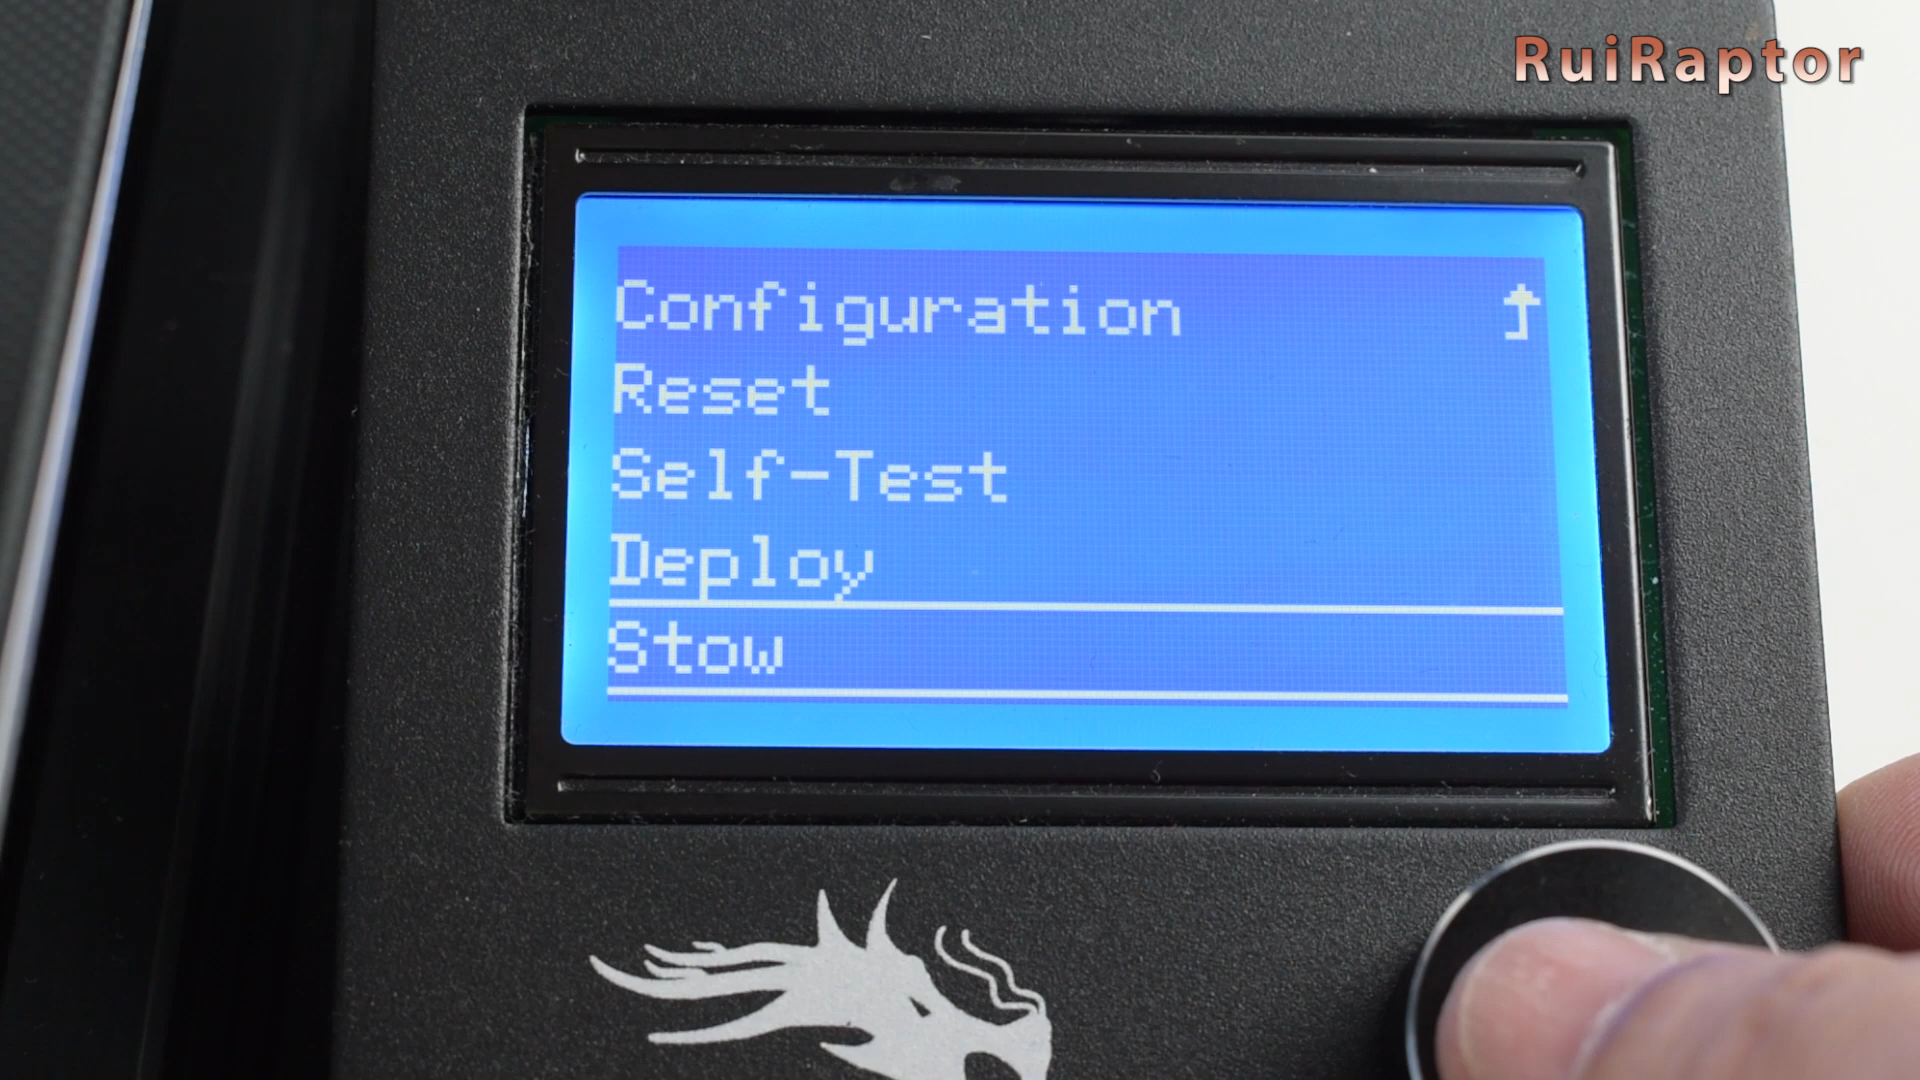 RuiRaptor
Configuration
Reset
Self-Test
Deploy
Stow